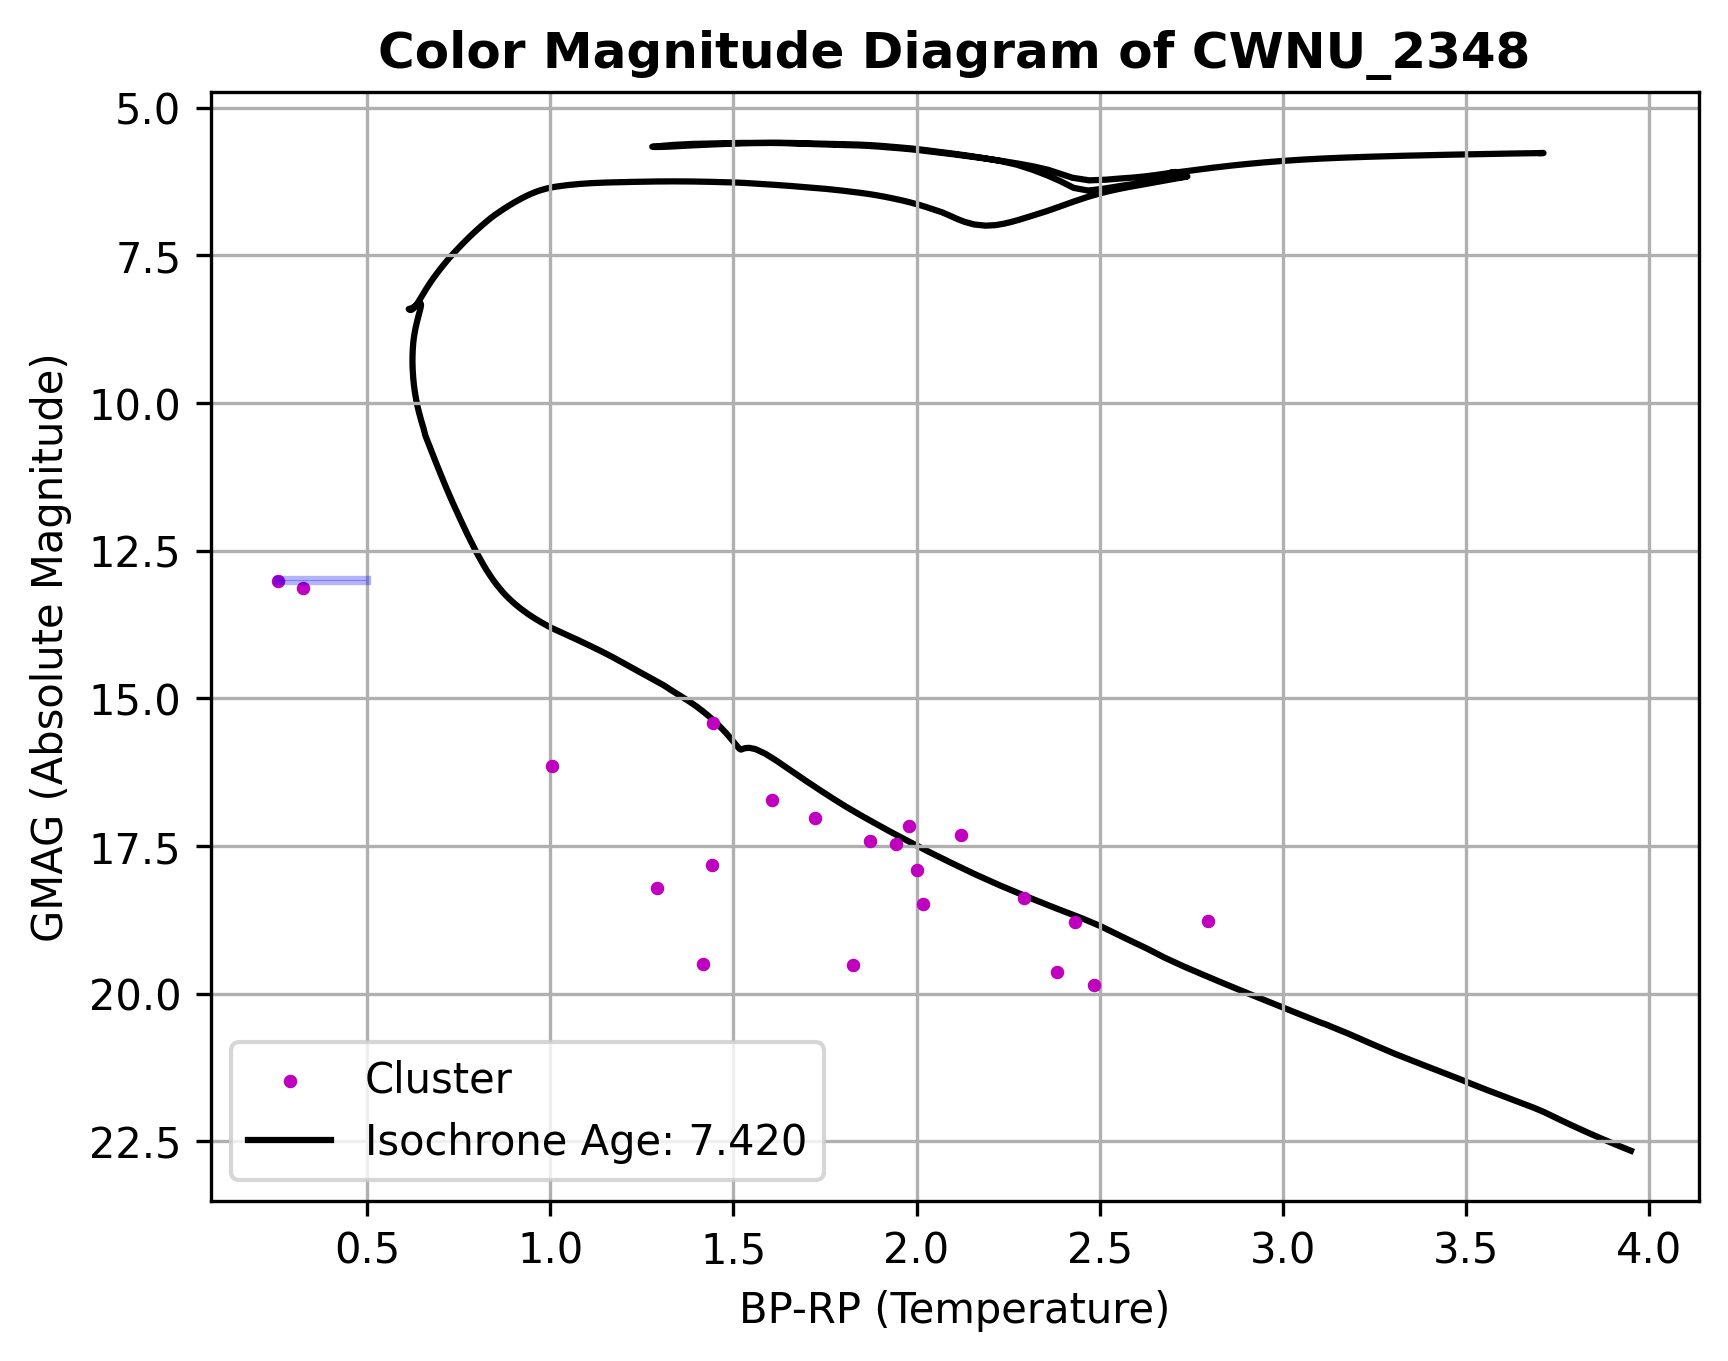 Color Magnitude Diagram of CWNU_2348
GMAG (Absolute Magnitude)
5.0
7.5
10.0
12.5
15.0
17.5
20.0
22.5
Cluster
Isochrone Age: 7.420
0.5 1.0 1.5 2.0 2.5 3.0 3.5 4.0
BP-RP (Temperature)